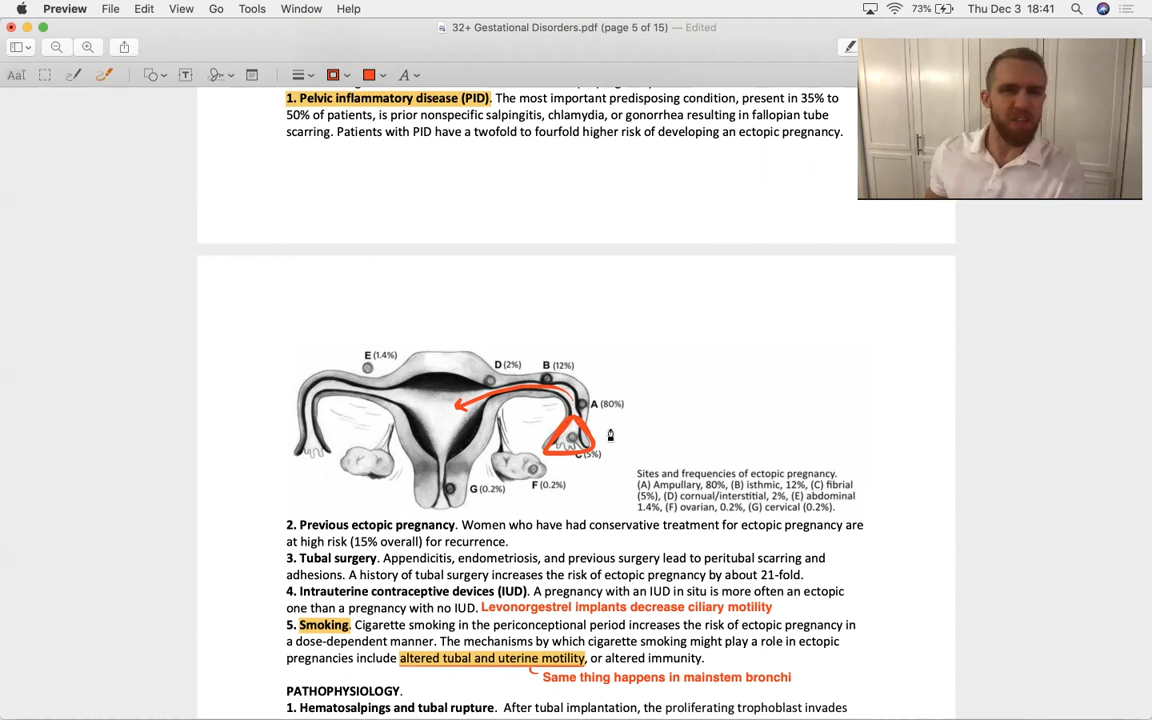 Preview File Edit View Go Tools Window Help 73% Thu Dec 3 18:41
32+ Gestational Disorders.pdf (page 5 of 15) — Edited
1. Pelvic inflammatory disease (PID). The most important predisposing condition, present in 35% to
50% of patients, is prior nonspecific salpingitis, chlamydia, or gonorrhea resulting in fallopian tube
scarring. Patients with PID have a twofold to fourfold higher risk of developing an ectopic pregnancy.
E (1.4%)
D (2%)
B (12%)
A (80%)
C (5%)
F (0.2%)
G (0.2%)
Sites and frequencies of ectopic pregnancy.
(A) Ampullary, 80%, (B) isthmic, 12%, (C) fibrial
(5%), (D) cornual/interstitial, 2%, (E) abdominal
1.4%, (F) ovarian, 0.2%, (G) cervical (0.2%).
2. Previous ectopic pregnancy. Women who have had conservative treatment for ectopic pregnancy are
at high risk (15% overall) for recurrence.
3. Tubal surgery. Appendicitis, endometriosis, and previous surgery lead to peritubal scarring and
adhesions. A history of tubal surgery increases the risk of ectopic pregnancy by about 21-fold.
4. Intrauterine contraceptive devices (IUD). A pregnancy with an IUD in situ is more often an ectopic
one than a pregnancy with no IUD. Levonorgestrel implants decrease ciliary motility
5. Smoking. Cigarette smoking in the periconceptional period increases the risk of ectopic pregnancy in
a dose-dependent manner. The mechanisms by which cigarette smoking might play a role in ectopic
pregnancies include altered tubal and uterine motility, or altered immunity.
Same thing happens in mainstem bronchi
PATHOPHYSIOLOGY.
1. Hematosalpings and tubal rupture. After tubal implantation, the proliferating trophoblast invades